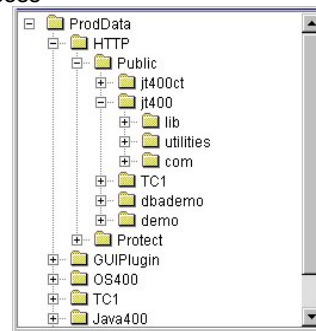 ProdData
HTTP
Public
jt400ct
jt400
lib
utilities
com
TC1
dbademo
demo
Protect
GUIPlugin
OS400
TC1
Java400